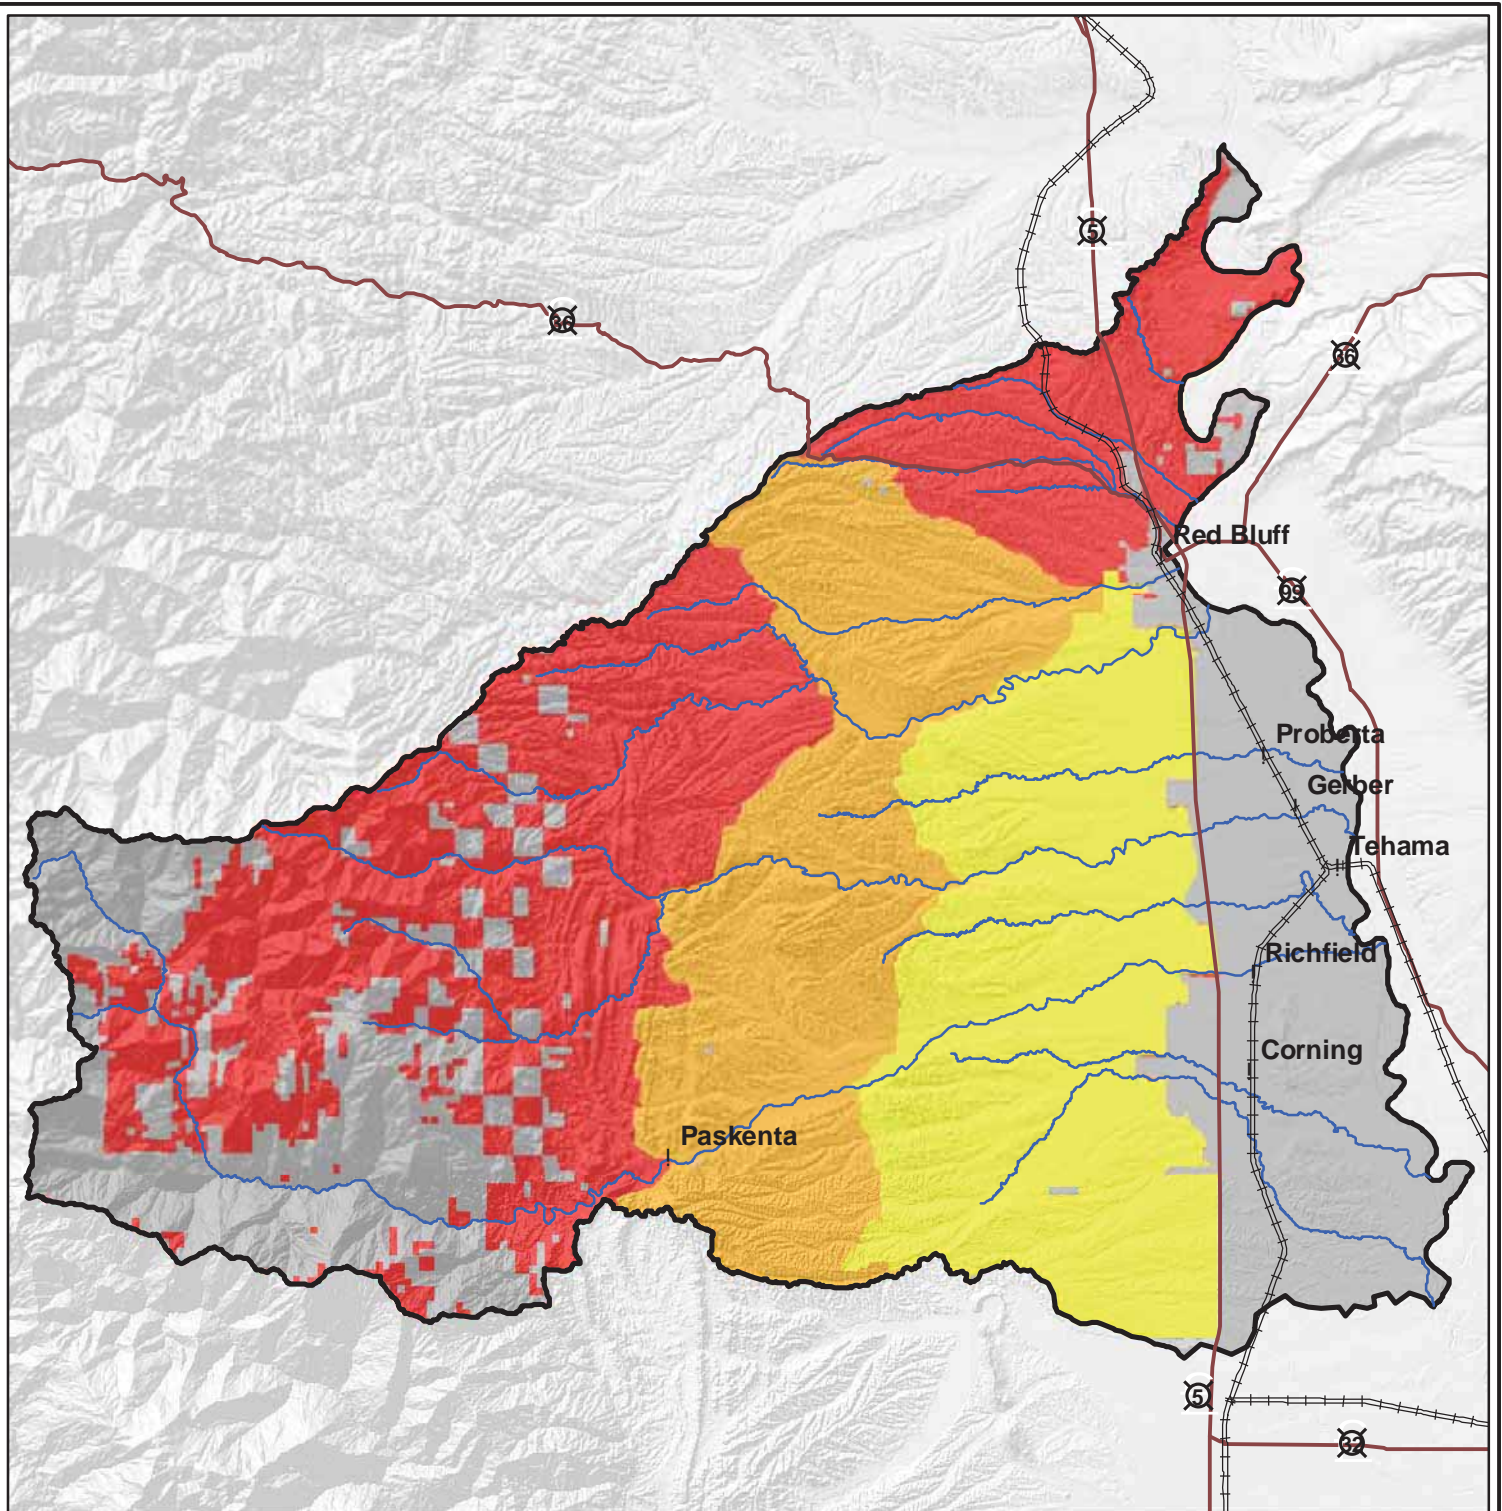 5
36
36
Red Bluff
99
Proberta
Gerber
Tehama
Richfield
Corning
Paskenta
5
32